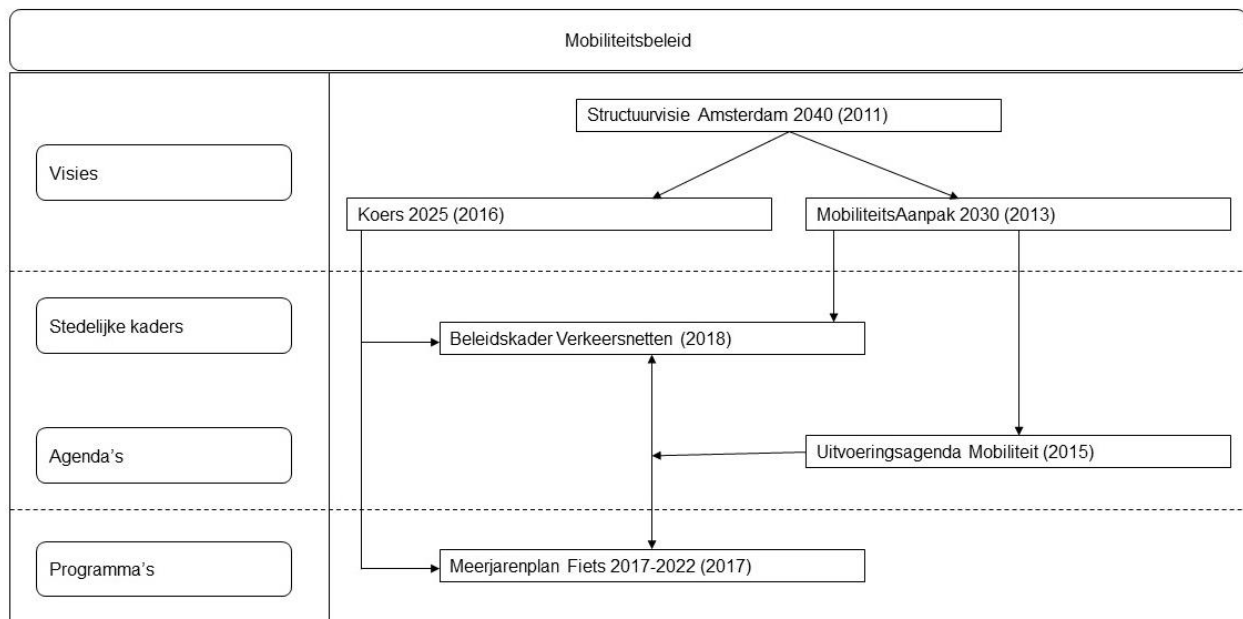 Mobiliteitsbeleid
Structuurvisie Amsterdam 2040 (2011)
Visies
Koers 2025 (2016)
MobiliteitsAanpak 2030 (2013)
Stedelijke kaders
Beleidskader Verkeersnetten (2018)
Agenda’s
Uitvoeringsagenda Mobiliteit (2015)
Programma’s
Meerjarenplan Fiets 2017-2022 (2017)